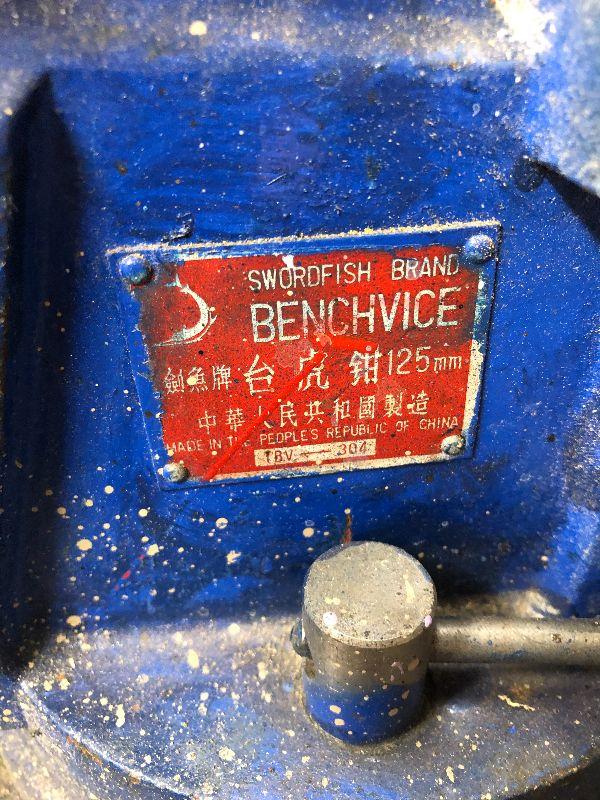 SWORDFISH BRAND
BENCHVICE
劍魚牌 台虎钳 125mm
中華人民共和國製造
MADE IN THE PEOPLE'S REPUBLIC OF CHINA
TBV — 304